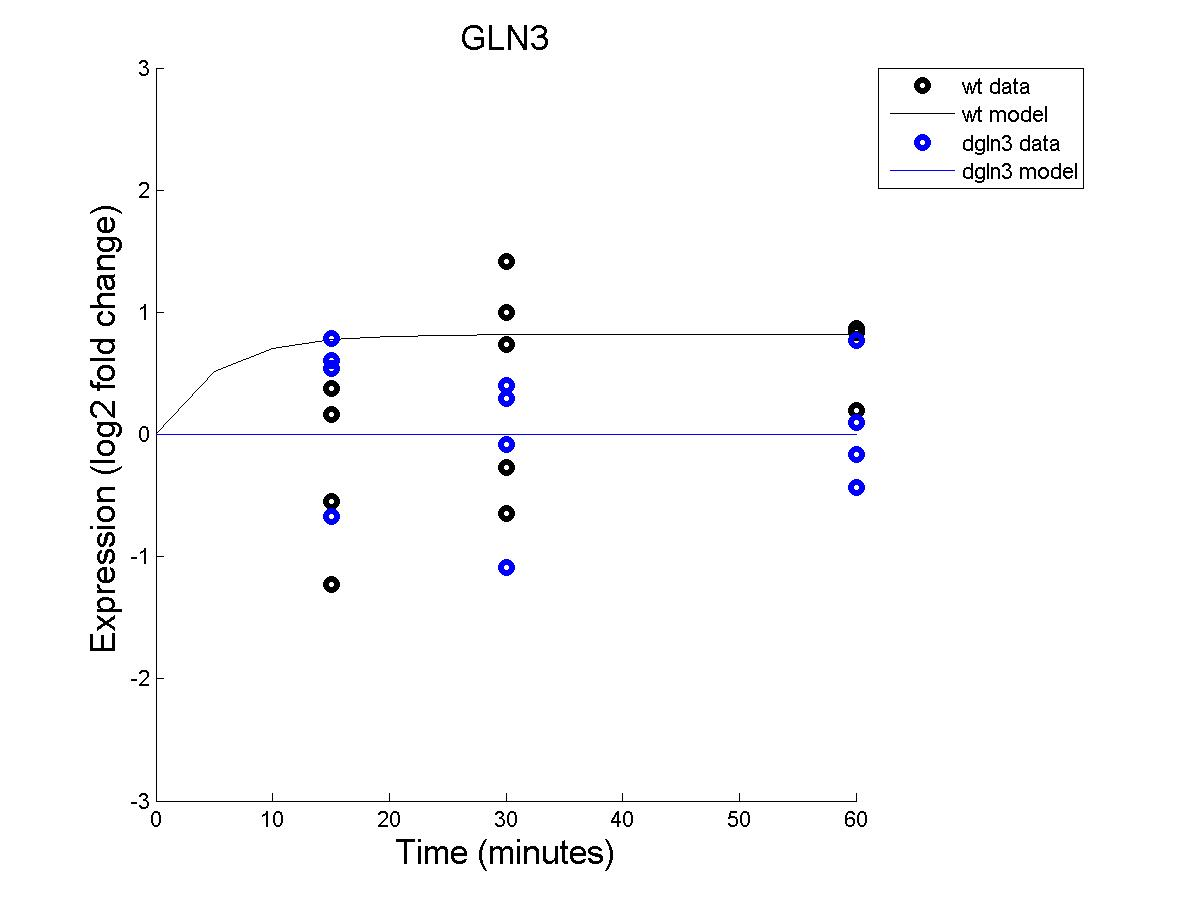 GLN3
wt data
wt model
dgln3 data
dgln3 model
Expression (log2 fold change)
3
2
1
0
-1
-2
-3
0 10 20 30 40 50 60
Time (minutes)